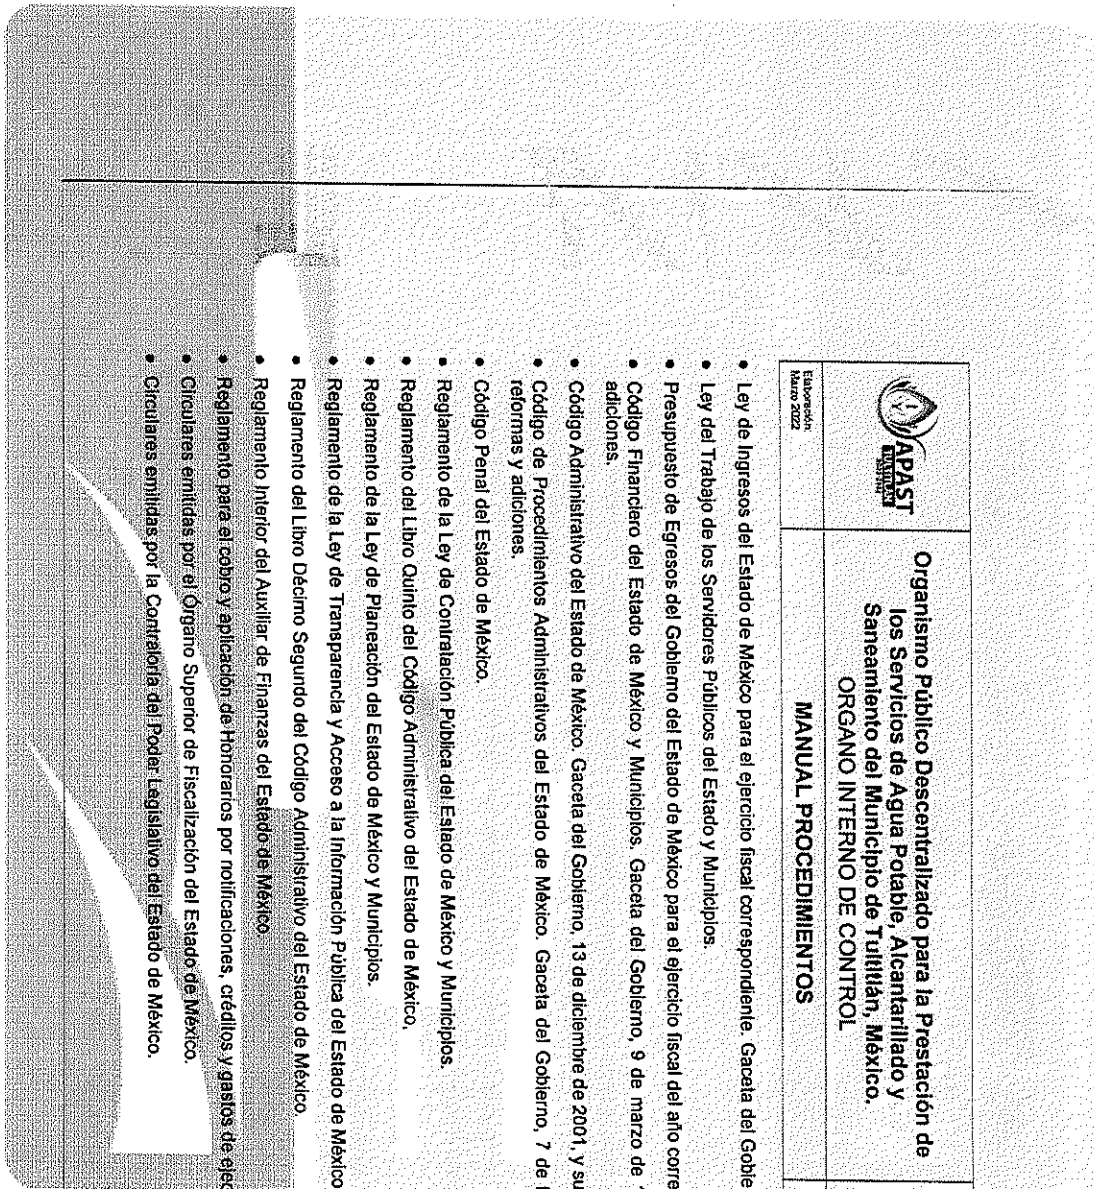 APAST
TULTITLÁN
Organismo Público Descentralizado para la Prestación de
los Servicios de Agua Potable, Alcantarillado y
Saneamiento del Municipio de Tultitlán, México.
ORGANO INTERNO DE CONTROL
Elaboración:
Marzo 2022
MANUAL PROCEDIMIENTOS
• Ley de Ingresos del Estado de México para el ejercicio fiscal correspondiente. Gaceta del Gobie
• Ley del Trabajo de los Servidores Públicos del Estado y Municipios.
• Presupuesto de Egresos del Gobierno del Estado de México para el ejercicio fiscal del año corre
• Código Financiero del Estado de México y Municipios. Gaceta del Gobierno, 9 de marzo de
adiciones.
• Código Administrativo del Estado de México. Gaceta del Gobierno, 13 de diciembre de 2001, y su
• Código de Procedimientos Administrativos del Estado de México. Gaceta del Gobierno, 7 de
reformas y adiciones.
• Código Penal del Estado de México.
• Reglamento de la Ley de Contratación Pública del Estado de México y Municipios.
• Reglamento del Libro Quinto del Código Administrativo del Estado de México,
• Reglamento de la Ley de Planeación del Estado de México y Municipios.
• Reglamento de la Ley de Transparencia y Acceso a la Información Pública del Estado de México
• Reglamento del Libro Décimo Segundo del Código Administrativo del Estado de México.
• Reglamento Interior del Auxiliar de Finanzas del Estado de México.
• Reglamento para el cobro y aplicación de Honorarios por notificaciones, créditos y gastos de ejec
• Circulares emitidas por el Órgano Superior de Fiscalización del Estado de México.
• Circulares emitidas por la Contraloría del Poder Legislativo del Estado de México.